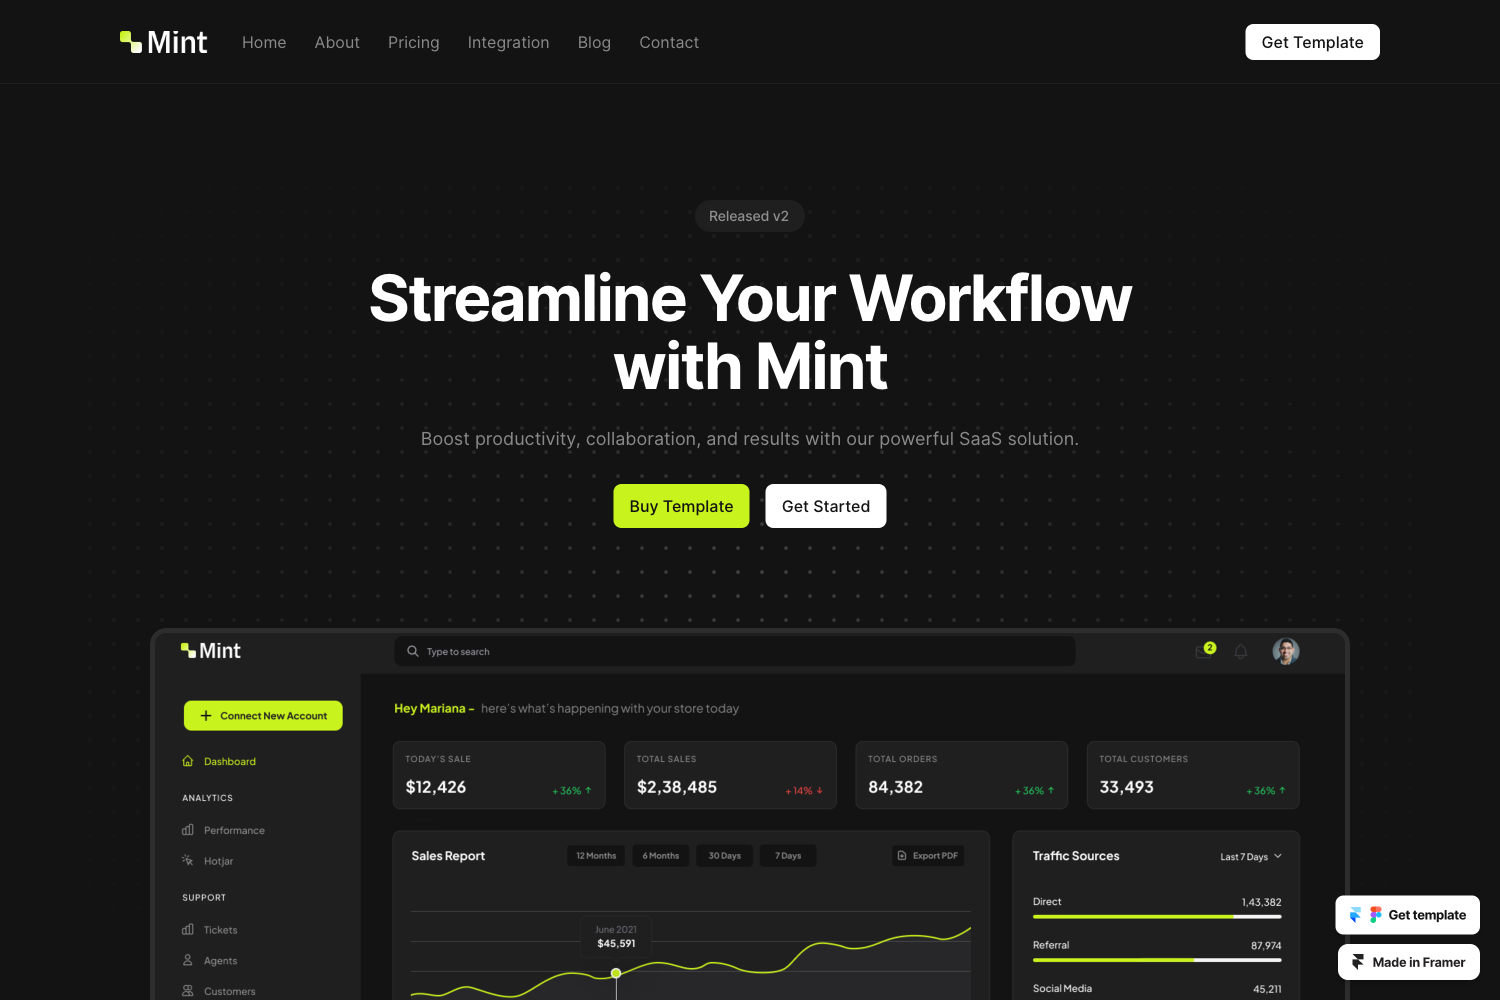 Mint
Home About Pricing Integration Blog Contact
Get Template
Released v2
Streamline Your Workflow
with Mint
Boost productivity, collaboration, and results with our powerful SaaS solution.
Buy Template Get Started
Mint
Type to search
2
Connect New Account
Dashboard
ANALYTICS
Performance
Hotjar
SUPPORT
Tickets
Agents
Customers
Hey Mariana - here's what's happening with your store today
TODAY'S SALE
$12,426 +36% ↑
TOTAL SALES
$2,38,485 +14% ↓
TOTAL ORDERS
84,382 +36% ↑
TOTAL CUSTOMERS
33,493 +36% ↑
Sales Report 12 Months 6 Months 30 Days 7 Days Export PDF
June 2021
$45,591
Traffic Sources Last 7 Days
Direct 1,43,382
Referral 87,974
Social Media 45,211
Get template
Made in Framer